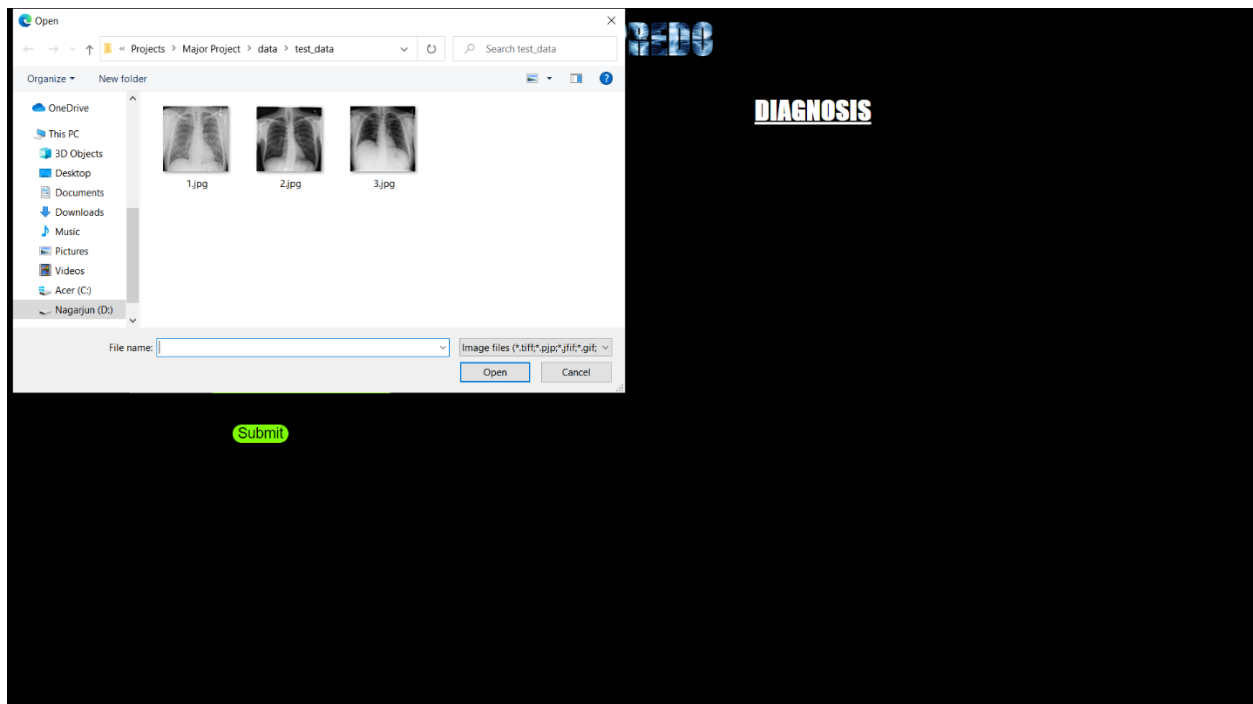 Open
« Projects > Major Project > data > test_data
Search test_data
Organize
New folder
OneDrive
This PC
3D Objects
Desktop
Documents
Downloads
Music
Pictures
Videos
Acer (C:)
Nagarjun (D:)
1.jpg
2.jpg
3.jpg
File name:
Image files (*.tiff;*.pjp;*.jfif;*.gif;
Open
Cancel
DIAGNOSIS
Submit